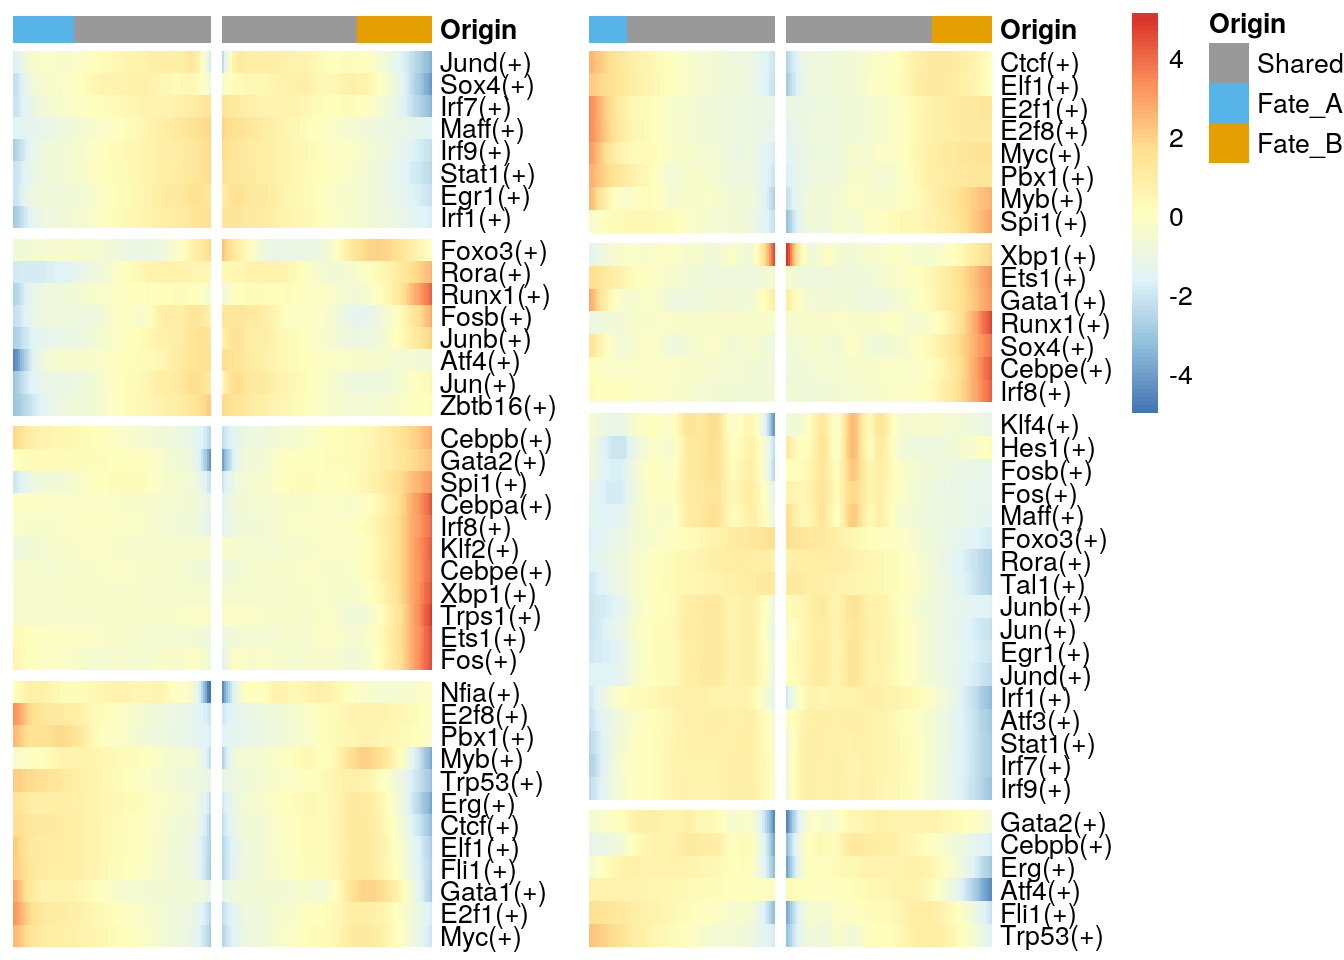 Origin
Jund(+)
Sox4(+)
Irf7(+)
Maff(+)
Irf9(+)
Stat1(+)
Egr1(+)
Irf1(+)
Foxo3(+)
Rora(+)
Runx1(+)
Fosb(+)
Junb(+)
Atf4(+)
Jun(+)
Zbtb16(+)
Cebpb(+)
Gata2(+)
Spi1(+)
Cebpa(+)
Irf8(+)
Klf2(+)
Cebpe(+)
Xbp1(+)
Trps1(+)
Ets1(+)
Fos(+)
Nfia(+)
E2f8(+)
Pbx1(+)
Myb(+)
Trp53(+)
Erg(+)
Ctcf(+)
Elf1(+)
Fli1(+)
Gata1(+)
E2f1(+)
Myc(+)
Origin
Ctcf(+)
Elf1(+)
E2f1(+)
E2f8(+)
Myc(+)
Pbx1(+)
Myb(+)
Spi1(+)
Xbp1(+)
Ets1(+)
Gata1(+)
Runx1(+)
Sox4(+)
Cebpe(+)
Irf8(+)
Klf4(+)
Hes1(+)
Fosb(+)
Fos(+)
Maff(+)
Foxo3(+)
Rora(+)
Tal1(+)
Junb(+)
Jun(+)
Egr1(+)
Jund(+)
Irf1(+)
Atf3(+)
Stat1(+)
Irf7(+)
Irf9(+)
Gata2(+)
Cebpb(+)
Erg(+)
Atf4(+)
Fli1(+)
Trp53(+)
4
2
0
-2
-4
Origin
Shared
Fate_A
Fate_B